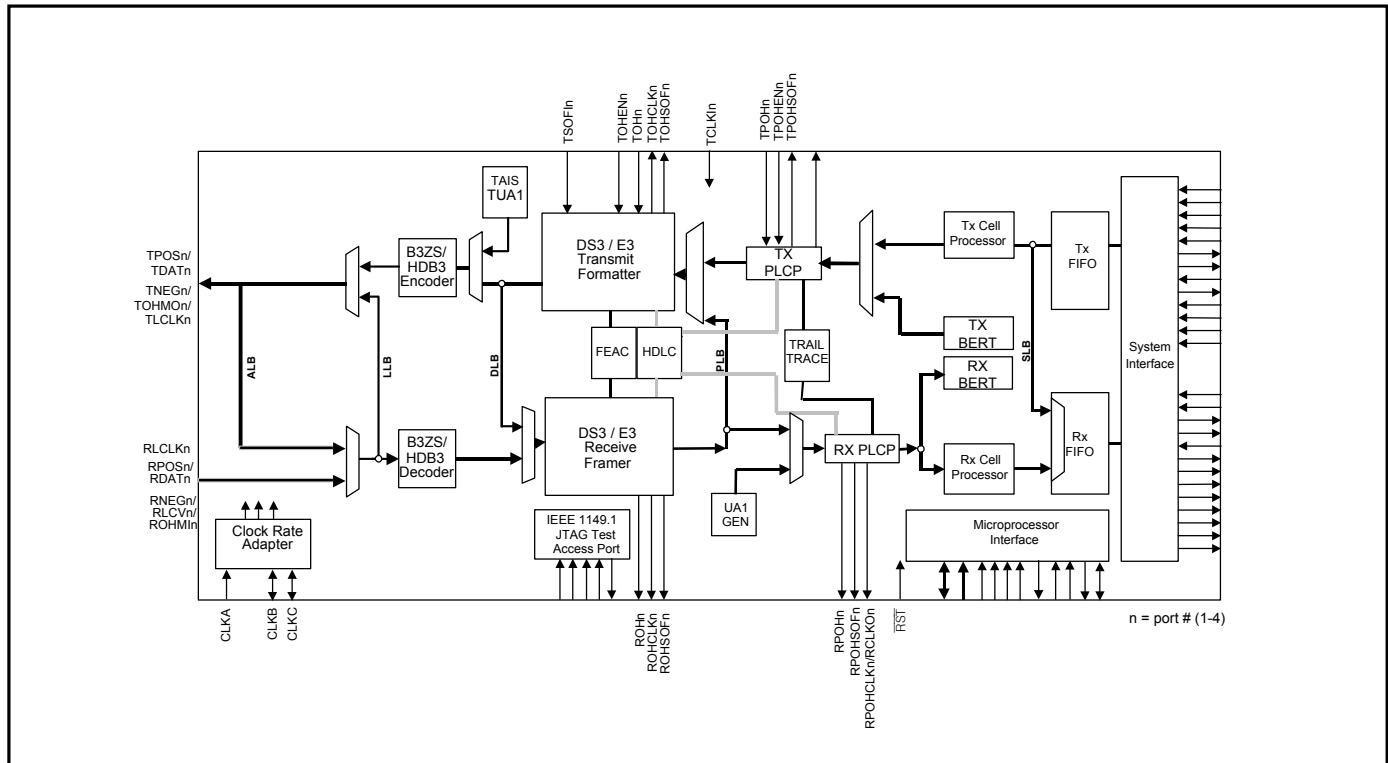 TSOFIn
TOHENn
TOHn
TOHCLKn
TOHSOFn
TCLKIn
TPOHn
TPOHENn
TPOHSOFn
TAIS
TUA1
TPOSn/
TDATn
TNEGn/
TOHMOn/
TLCLKn
B3ZS/
HDB3
Encoder
DS3 / E3
Transmit
Formatter
TX
PLCP
Tx Cell
Processor
Tx
FIFO
TX
BERT
RX
BERT
System
Interface
ALB
LLB
DLB
FEAC
HDLC
PLB
TRAIL
TRACE
SLB
RLCLKn
RPOSn/
RDATn
RNEGn/
RLCVn/
ROHMIn
B3ZS/
HDB3
Decoder
DS3 / E3
Receive
Framer
RX PLCP
Rx Cell
Processor
Rx
FIFO
UA1
GEN
Clock Rate
Adapter
IEEE 1149.1
JTAG Test
Access Port
Microprocessor
Interface
CLKA
CLKB
CLKC
ROHn
ROHCLKn
ROHSOFn
RPOHn
RPOHSOFn
RPOHCLKn/RCLKOn
RST
n = port # (1-4)